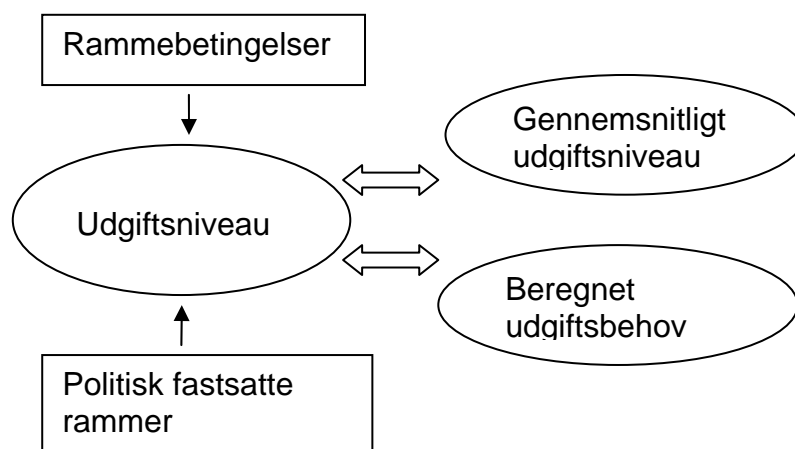 Rammebetingelser
Gennemsnitligt
udgiftsniveau
Udgiftsniveau
Beregnet
udgiftsbehov
Politisk fastsatte
rammer